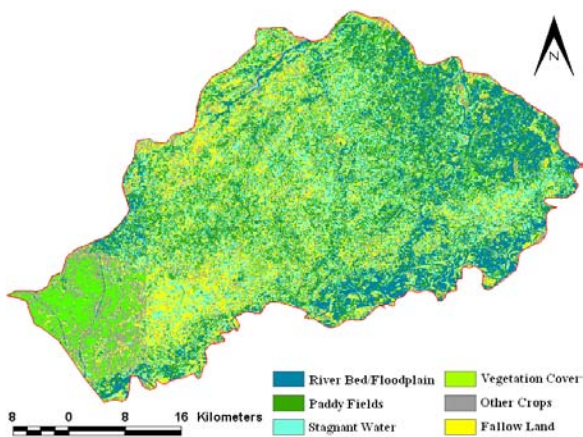 N
River Bed/Floodplain
Vegetation Cover
Paddy Fields
Other Crops
Stagnant Water
Fallow Land
8 0 8 16 Kilometers